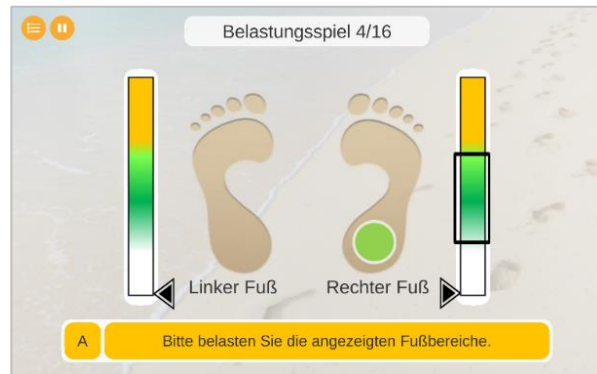 Belastungsspiel 4/16
Linker Fuß
Rechter Fuß
A
Bitte belasten Sie die angezeigten Fußbereiche.